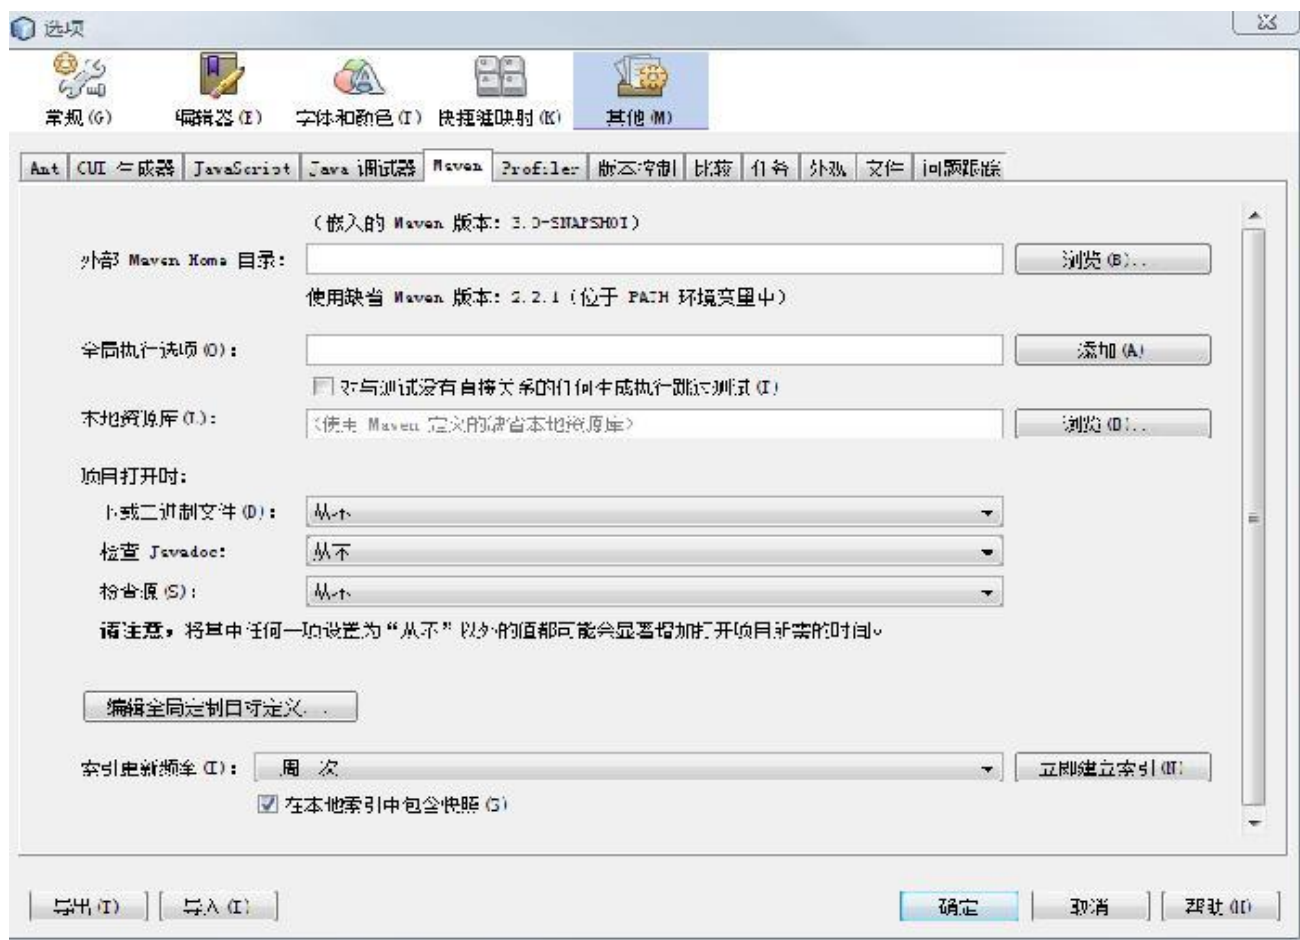 选项
常规(G) 编辑器(E) 字体和颜色(T) 快捷键映射(K) 其他(M)
Ant GUI 生成器 JavaScript Java 调试器 Maven Profiler 版本控制 比较 任务 外观 文件 问题跟踪
(嵌入的 Maven 版本: 3.0-SNAPSHOT)
外部 Maven Home 目录: 浏览(B)...
使用缺省 Maven 版本: 2.2.1(位于 PATH 环境变量中)
全局执行选项(O): 添加(A)
对与测试没有直接关系的任何生成执行跳过测试(T)
本地资源库(L): <使用 Maven 定义的缺省本地资源库> 浏览...
项目打开时:
下载二进制文件(D): 从不
检查 Javadoc: 从不
检查源(S): 从不
请注意,将其中任何一项设置为“从不”以外的值都可能会显著增加打开项目所需的时间。
编辑全局定制目标定义...
索引更新频率(I): 一周一次 立即建立索引(N)
在本地索引中包含快照(S)
导出 导入(I) 确定 取消 帮助(H)